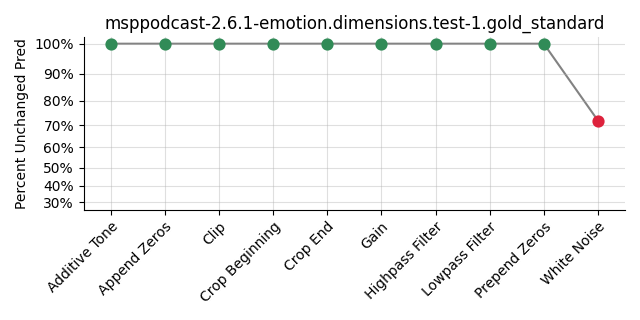 msppodcast-2.6.1-emotion.dimensions.test-1.gold_standard
Percent Unchanged Pred
100%
90%
80%
70%
60%
50%
40%
30%
Additive Tone
Append Zeros
Clip
Crop Beginning
Crop End
Gain
Highpass Filter
Lowpass Filter
Prepend Zeros
White Noise